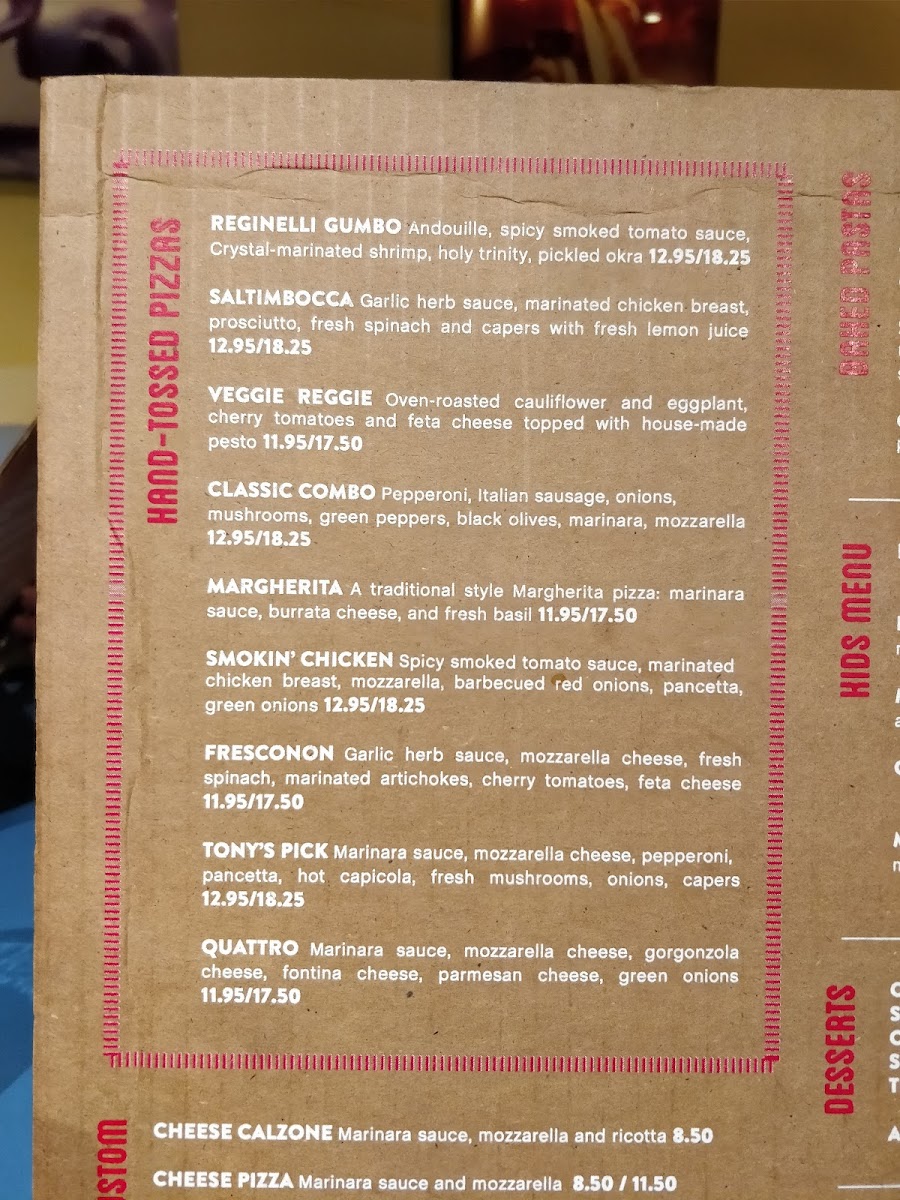 HAND-TOSSED PIZZAS
REGINELLI GUMBO Andouille, spicy smoked tomato sauce,
Crystal-marinated shrimp, holy trinity, pickled okra 12.95/18.25
SALTIMBOCCA Garlic herb sauce, marinated chicken breast,
prosciutto, fresh spinach and capers with fresh lemon juice
12.95/18.25
VEGGIE REGGIE Oven-roasted cauliflower and eggplant,
cherry tomatoes and feta cheese topped with house-made
pesto 11.95/17.50
CLASSIC COMBO Pepperoni, Italian sausage, onions,
mushrooms, green peppers, black olives, marinara, mozzarella
12.95/18.25
MARGHERITA A traditional style Margherita pizza: marinara
sauce, burrata cheese, and fresh basil 11.95/17.50
SMOKIN' CHICKEN Spicy smoked tomato sauce, marinated
chicken breast, mozzarella, barbecued red onions, pancetta,
green onions 12.95/18.25
FRESCONON Garlic herb sauce, mozzarella cheese, fresh
spinach, marinated artichokes, cherry tomatoes, feta cheese
11.95/17.50
TONY'S PICK Marinara sauce, mozzarella cheese, pepperoni,
pancetta, hot capicola, fresh mushrooms, onions, capers
12.95/18.25
QUATTRO Marinara sauce, mozzarella cheese, gorgonzola
cheese, fontina cheese, parmesan cheese, green onions
11.95/17.50
CHEESE CALZONE Marinara sauce, mozzarella and ricotta 8.50
CHEESE PIZZA Marinara sauce and mozzarella 8.50 / 11.50
BAKED PASTAS
KIDS MENU
DESSERTS